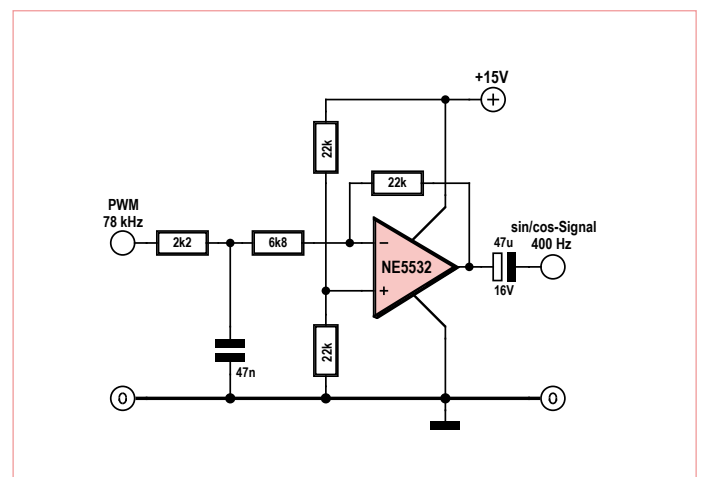 +15V
22k
22k
PWM
78 kHz
2k2
6k8
NE5532
sin/cos-Signal
400 Hz
47u
16V
22k
47n
0
0